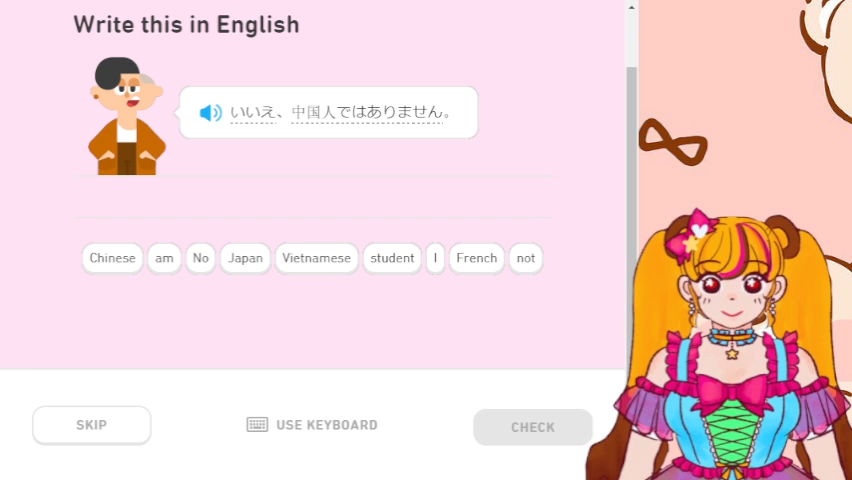 Write this in English
いいえ、中国人ではありません。
Chinese am No Japan Vietnamese student I French not
SKIP USE KEYBOARD CHECK